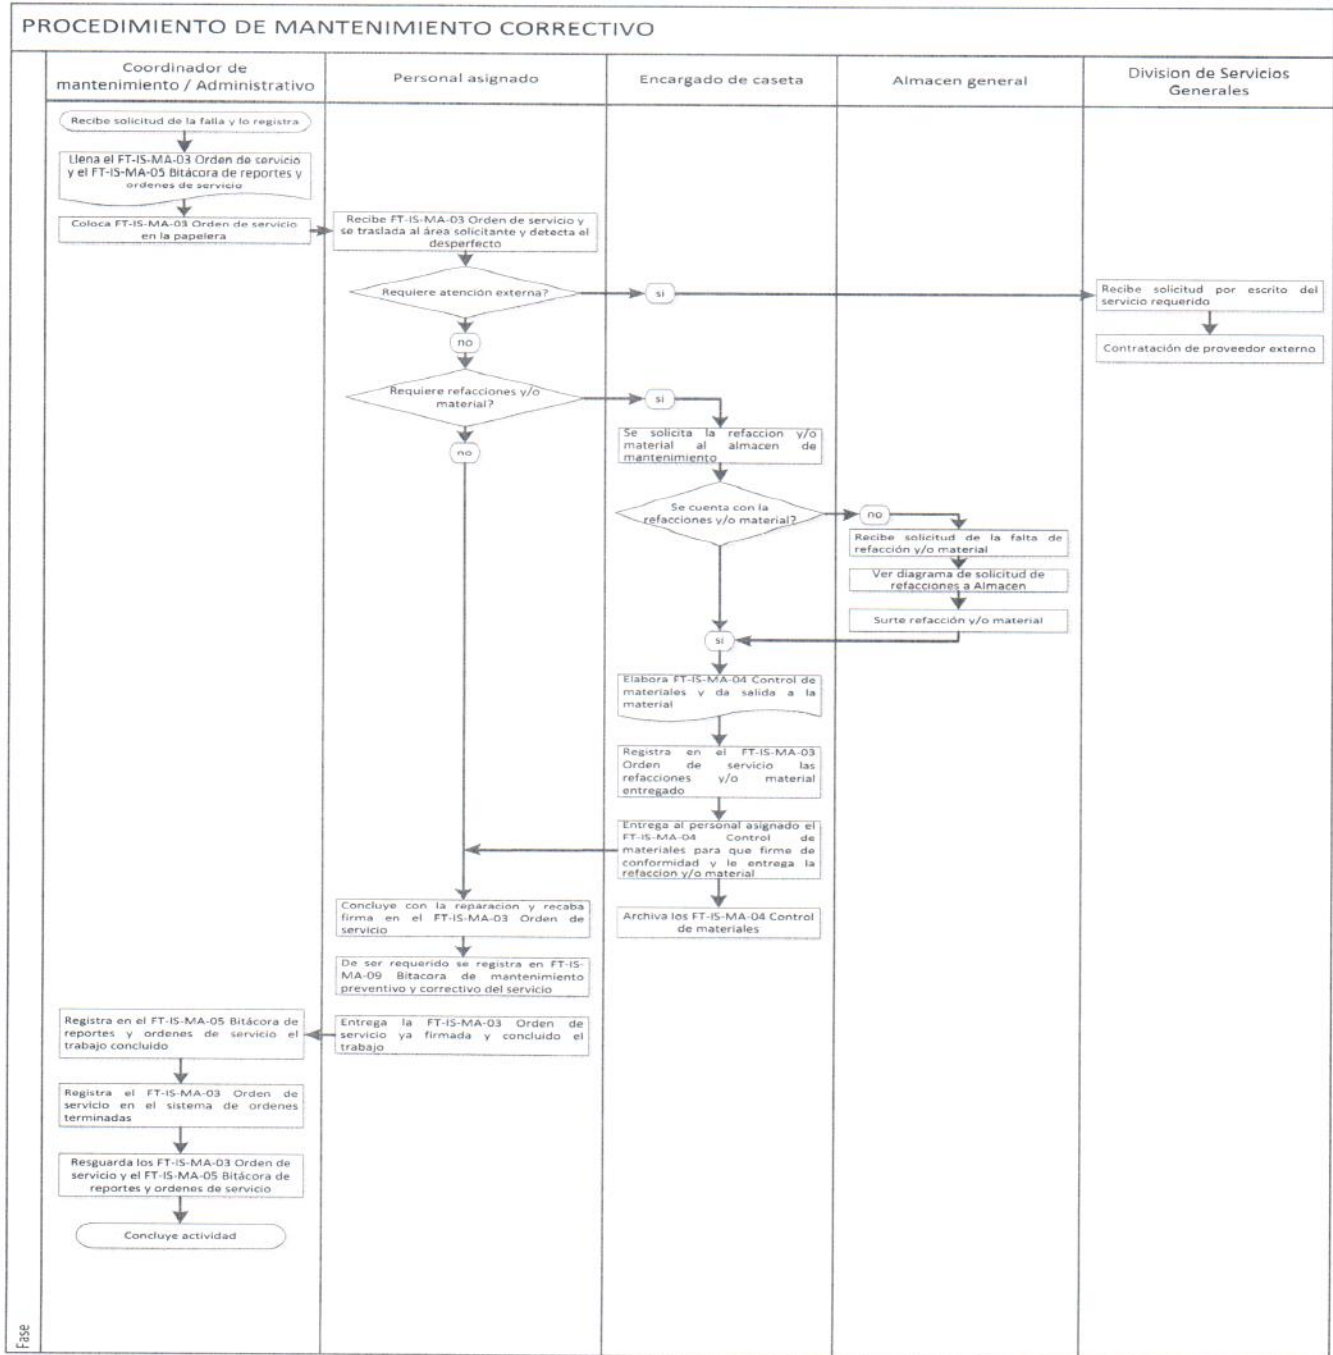 PROCEDIMIENTO DE MANTENIMIENTO CORRECTIVO
Coordinador de
mantenimiento / Administrativo
Personal asignado
Encargado de caseta
Almacen general
Division de Servicios
Generales
Recibe solicitud de la falla y lo registra
Llena el FT-IS-MA-03 Orden de servicio
y el FT-IS-MA-05 Bitácora de reportes y
ordenes de servicio
Coloca FT-IS-MA-03 Orden de servicio
en la papelera
Recibe FT-IS-MA-03 Orden de servicio y
se traslada al área solicitante y detecta el
desperfecto
Requiere atención externa?
si
Recibe solicitud por escrito del
servicio requerido
Contratación de proveedor externo
no
Requiere refacciones y/o
material?
si
no
Se solicita la refaccion y/o
material al almacen de
mantenimiento
Se cuenta con la
refacciones y/o material?
no
Recibe solicitud de la falta de
refacción y/o material
Ver diagrama de solicitud de
refacciones a Almacen
Surte refacción y/o material
si
Elabora FT-IS-MA-04 Control de
materiales y da salida a la
material
Registra en el FT-IS-MA-03
Orden de servicio las
refacciones y/o material
entregado
Entrega al personal asignado el
FT-IS-MA-04 Control de
materiales para que firme de
conformidad y le entrega la
refaccion y/o material
Archiva los FT-IS-MA-04 Control
de materiales
Concluye con la reparacion y recaba
firma en el FT-IS-MA-03 Orden de
servicio
De ser requerido se registra en FT-IS-
MA-09 Bitacora de mantenimiento
preventivo y correctivo del servicio
Entrega la FT-IS-MA-03 Orden de
servicio ya firmada y concluido el
trabajo
Registra en el FT-IS-MA-05 Bitácora de
reportes y ordenes de servicio el
trabajo concluido
Registra el FT-IS-MA-03 Orden de
servicio en el sistema de ordenes
terminadas
Resguarda los FT-IS-MA-03 Orden de
servicio y el FT-IS-MA-05 Bitácora de
reportes y ordenes de servicio
Concluye actividad
Fase